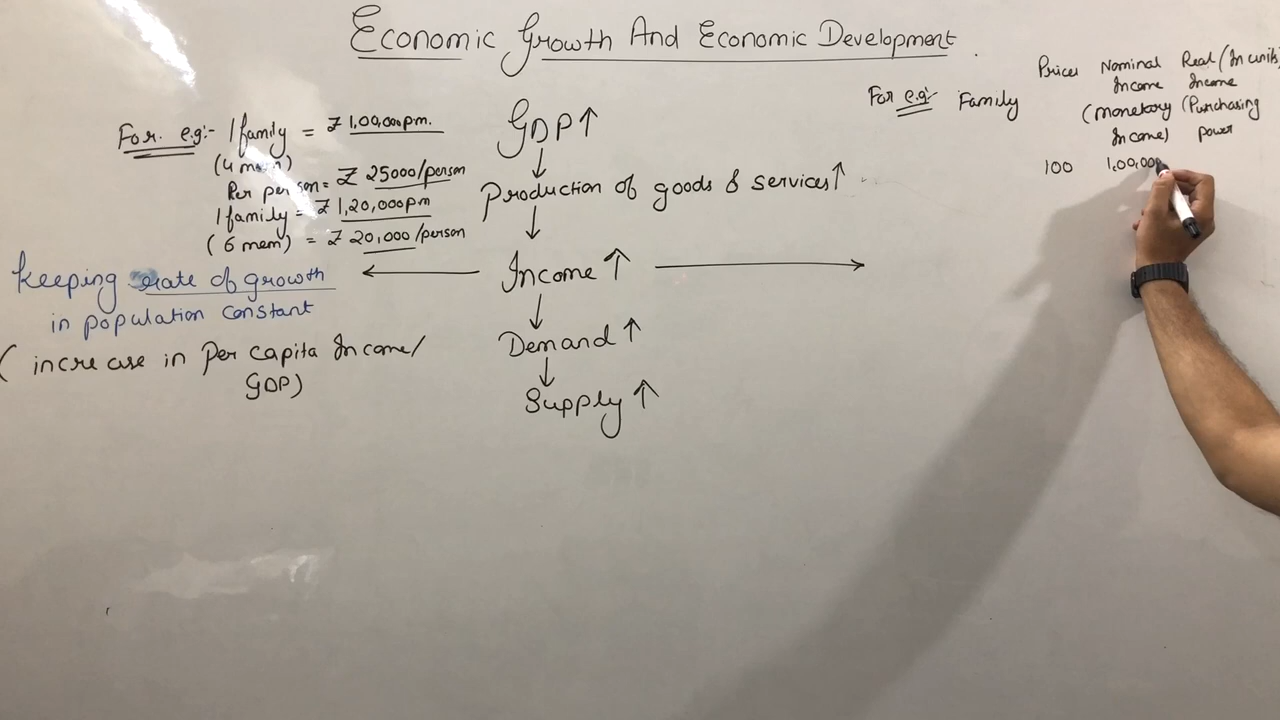 Economic Growth And Economic Development
For. e.g:- 1 family = ₹ 1,00,000pm.
(4 mem)
Per person = ₹ 25000/person
1 family = ₹ 1,20,000pm
(6 mem) = ₹ 20,000/person
keeping rate of growth
in population constant
(increase in Per capita Income/
GDP)
GDP↑
↓
Production of goods & services↑
↓
← Income↑ →
↓
Demand↑
↓
Supply↑
For e.g:- Family
Prices Nominal Real (In units
Income Income
(Monetary (Purchasing
Income) power
100 1,00,000